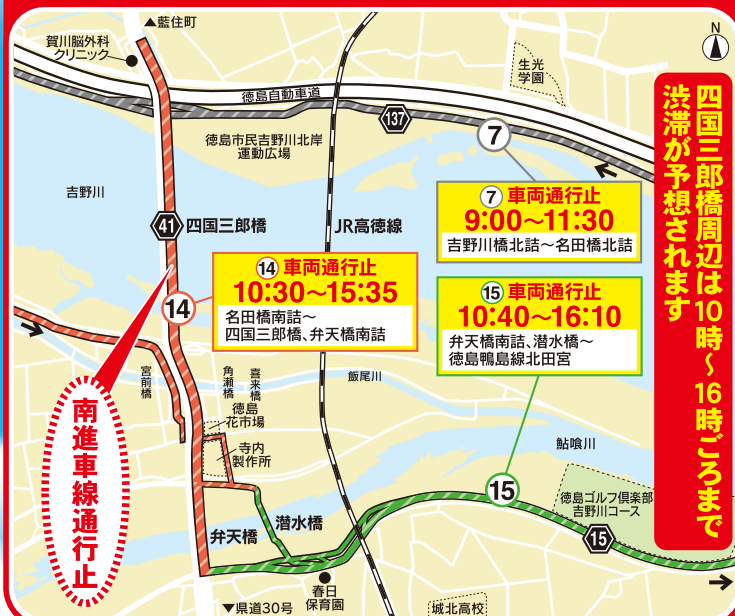 ▲藍住町
賀川脳外科
クリニック
N
生光
学園
徳島自動車道
137
徳島市民吉野川北岸
運動広場
7
吉野川
41
四国三郎橋
JR高徳線
7 車両通行止
9:00〜11:30
吉野川橋北詰〜名田橋北詰
14 車両通行止
10:30〜15:35
名田橋南詰〜
四国三郎橋、弁天橋南詰
14
15 車両通行止
10:40〜16:10
弁天橋南詰、潜水橋〜
徳島鴨島線北田宮
四国三郎橋周辺は10時〜16時ごろまで
渋滞が予想されます
宮前橋
角瀬橋
喜来橋
飯尾川
徳島
花市場
寺内
製作所
鮎喰川
南進車線通行止
15
徳島ゴルフ倶楽部
吉野川コース
15
弁天橋
潜水橋
春日
保育園
▼県道30号
城北高校